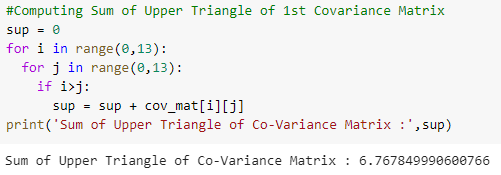 #Computing Sum of Upper Triangle of 1st Covariance Matrix
sup = 0
for i in range(0,13):
  for j in range(0,13):
    if i>j:
      sup = sup + cov_mat[i][j]
print('Sum of Upper Triangle of Co-Variance Matrix :',sup)
Sum of Upper Triangle of Co-Variance Matrix : 6.767849990600766